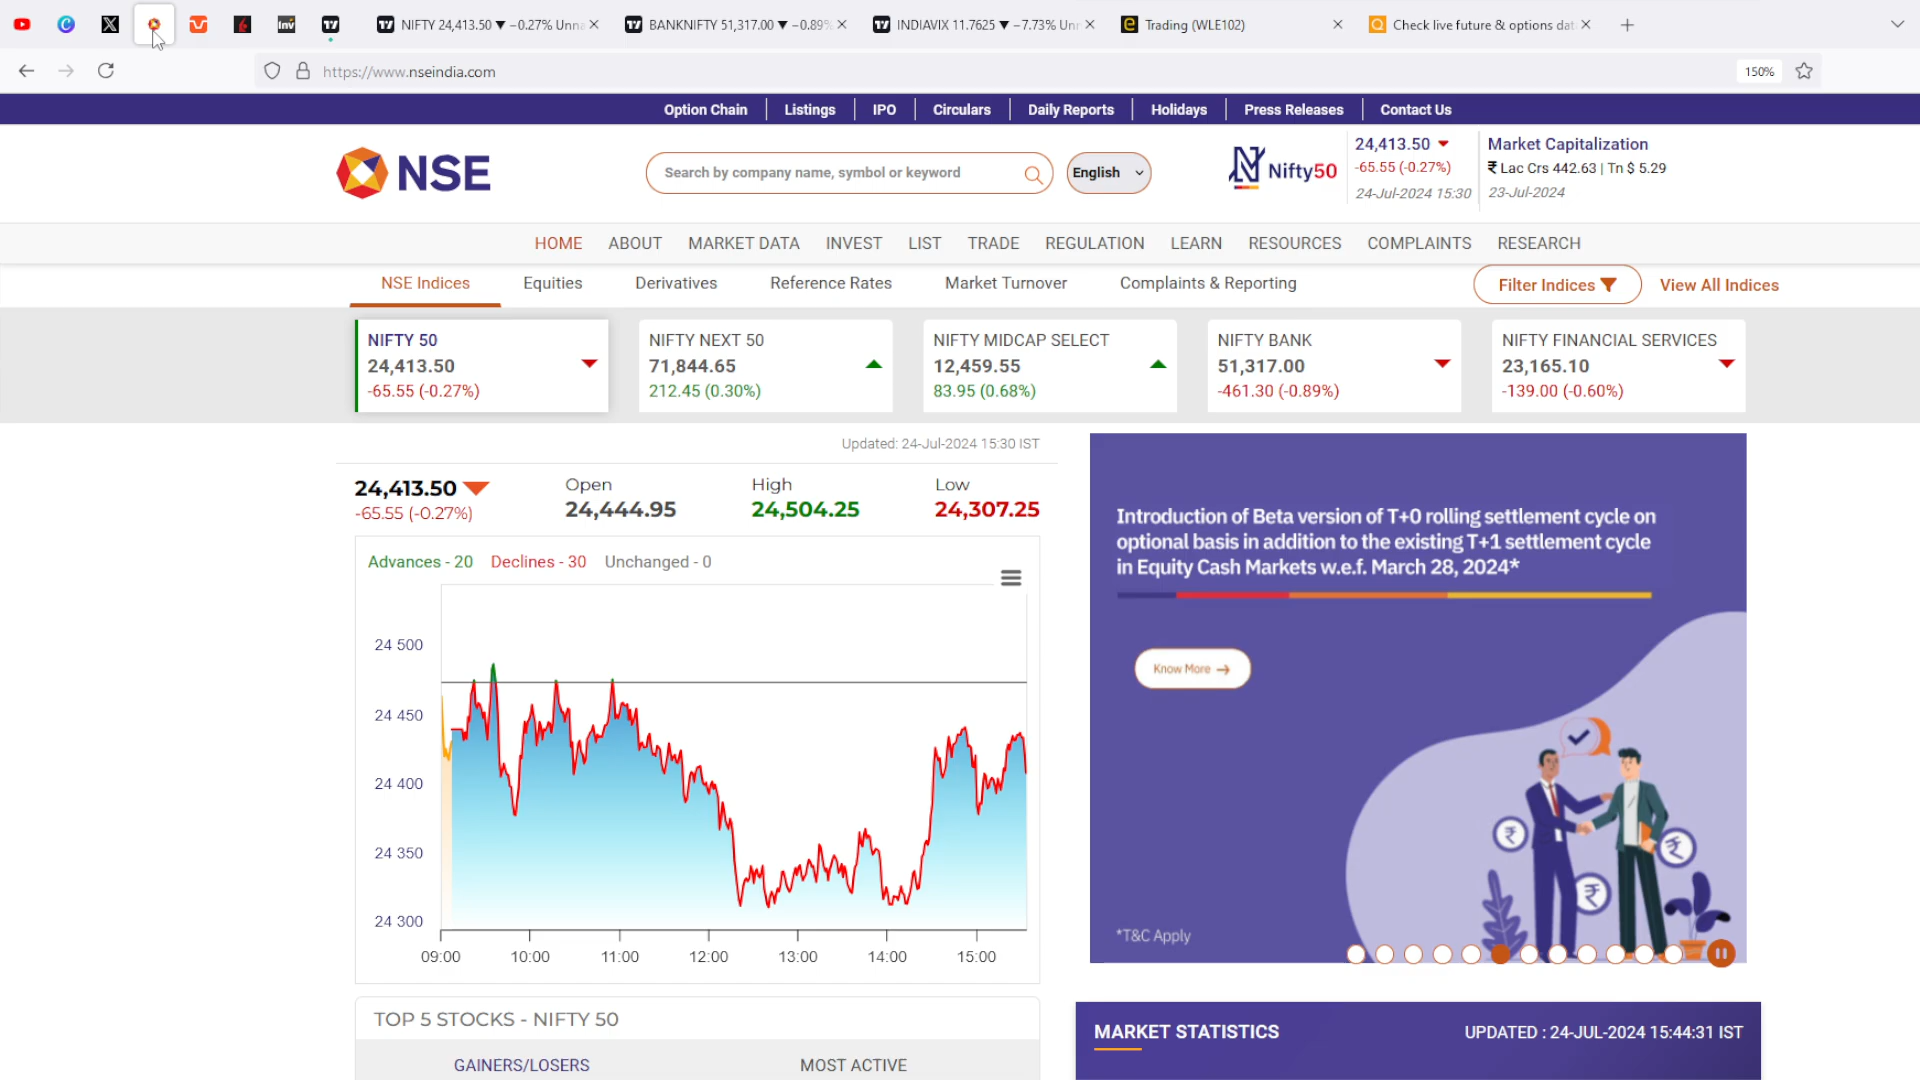 NIFTY 24,413.50 ▼ −0.27% Unna
BANKNIFTY 51,317.00 ▼ −0.89%
INDIAVIX 11.7625 ▼ −7.73% Unn
Trading (WLE102)
Check live future & options dat
https://www.nseindia.com
150%
Option Chain
Listings
IPO
Circulars
Daily Reports
Holidays
Press Releases
Contact Us
NSE
Search by company name, symbol or keyword
English
Nifty50
24,413.50
-65.55 (-0.27%)
24-Jul-2024 15:30
Market Capitalization
₹ Lac Crs 442.63 | Tn $ 5.29
23-Jul-2024
HOME
ABOUT
MARKET DATA
INVEST
LIST
TRADE
REGULATION
LEARN
RESOURCES
COMPLAINTS
RESEARCH
NSE Indices
Equities
Derivatives
Reference Rates
Market Turnover
Complaints & Reporting
Filter Indices
View All Indices
NIFTY 50
24,413.50
-65.55 (-0.27%)
NIFTY NEXT 50
71,844.65
212.45 (0.30%)
NIFTY MIDCAP SELECT
12,459.55
83.95 (0.68%)
NIFTY BANK
51,317.00
-461.30 (-0.89%)
NIFTY FINANCIAL SERVICES
23,165.10
-139.00 (-0.60%)
Updated: 24-Jul-2024 15:30 IST
24,413.50
-65.55 (-0.27%)
Open
24,444.95
High
24,504.25
Low
24,307.25
Advances - 20 Declines - 30 Unchanged - 0
24 500
24 450
24 400
24 350
24 300
09:00 10:00 11:00 12:00 13:00 14:00 15:00
Introduction of Beta version of T+0 rolling settlement cycle on
optional basis in addition to the existing T+1 settlement cycle
in Equity Cash Markets w.e.f. March 28, 2024*
Know More →
*T&C Apply
TOP 5 STOCKS - NIFTY 50
GAINERS/LOSERS
MOST ACTIVE
MARKET STATISTICS
UPDATED : 24-JUL-2024 15:44:31 IST